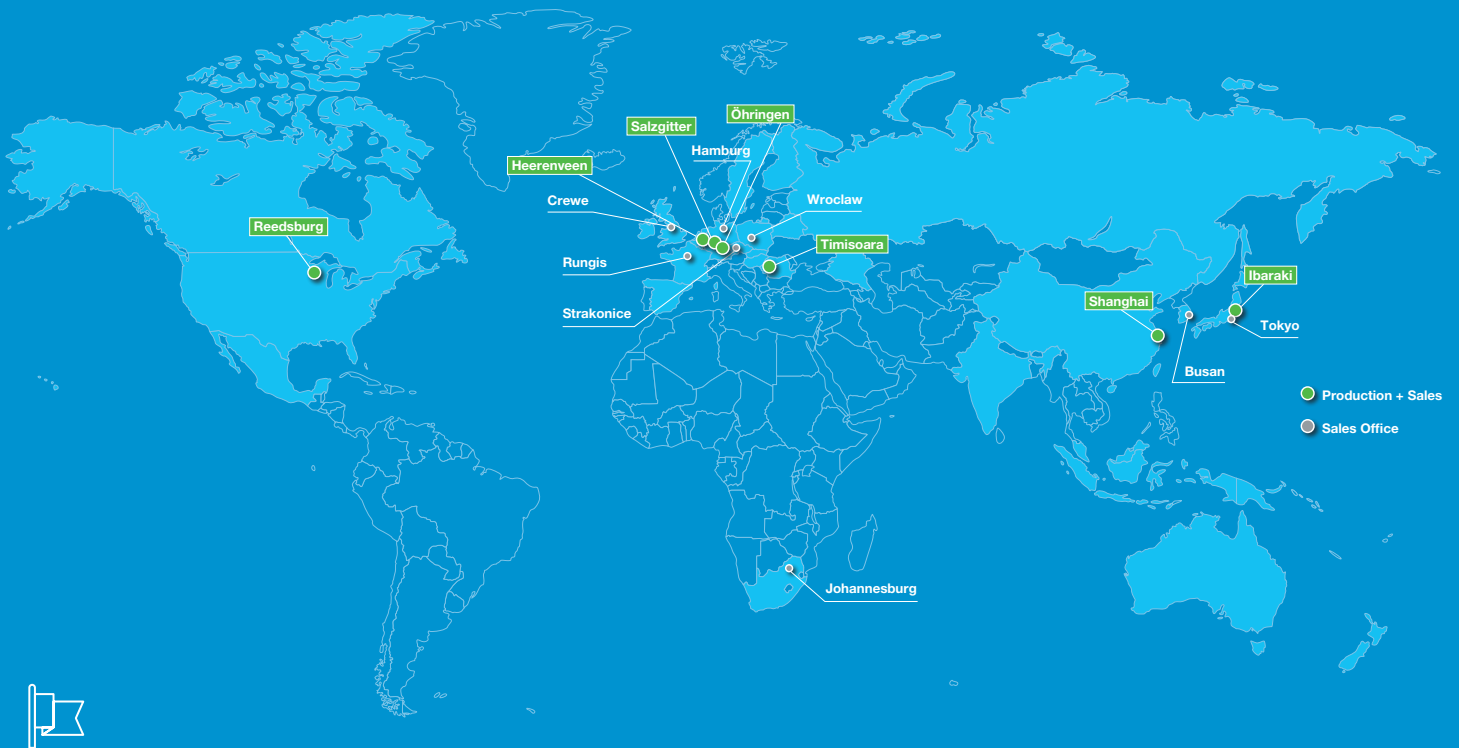 Öhringen
Salzgitter
Hamburg
Heerenveen
Crewe
Wroclaw
Reedsburg
Timisoara
Rungis
Ibaraki
Shanghai
Strakonice
Tokyo
Busan
Production + Sales
Sales Office
Johannesburg